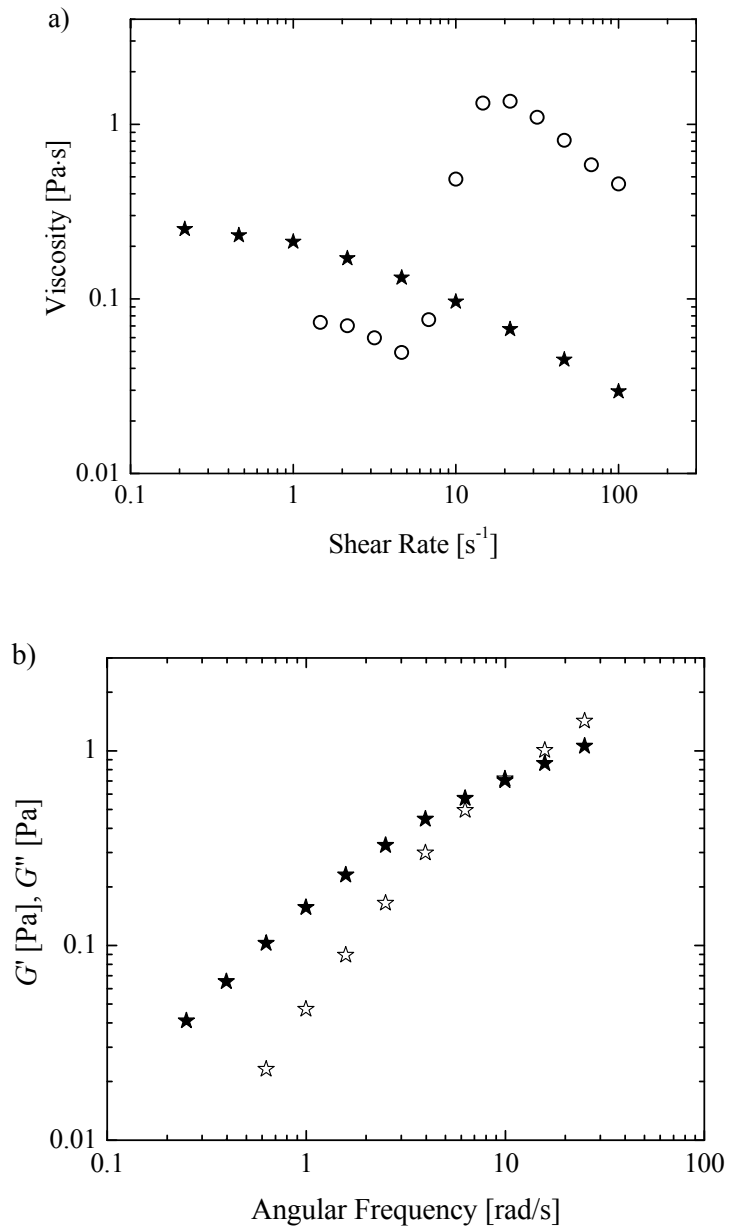 a)
1
0.1
0.01
Viscosity [Pa·s]
0.1 1 10 100
Shear Rate [s⁻¹]
b)
1
0.1
0.01
G' [Pa], G" [Pa]
0.1 1 10 100
Angular Frequency [rad/s]